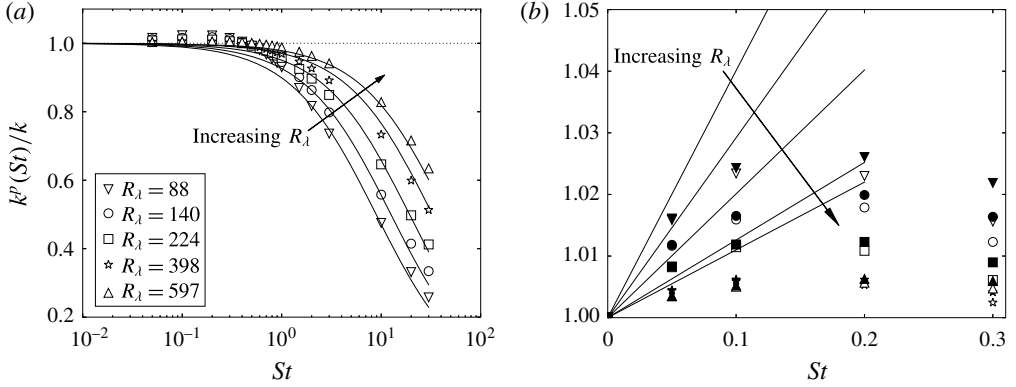 (a)
1.0
0.8
0.6
0.4
0.2
k^p(St)/k
Increasing R_λ
R_λ = 88
R_λ = 140
R_λ = 224
R_λ = 398
R_λ = 597
10^−2
10^−1
10^0
10^1
10^2
St
(b)
1.05
1.04
1.03
1.02
1.01
1.00
Increasing R_λ
0
0.1
0.2
0.3
St